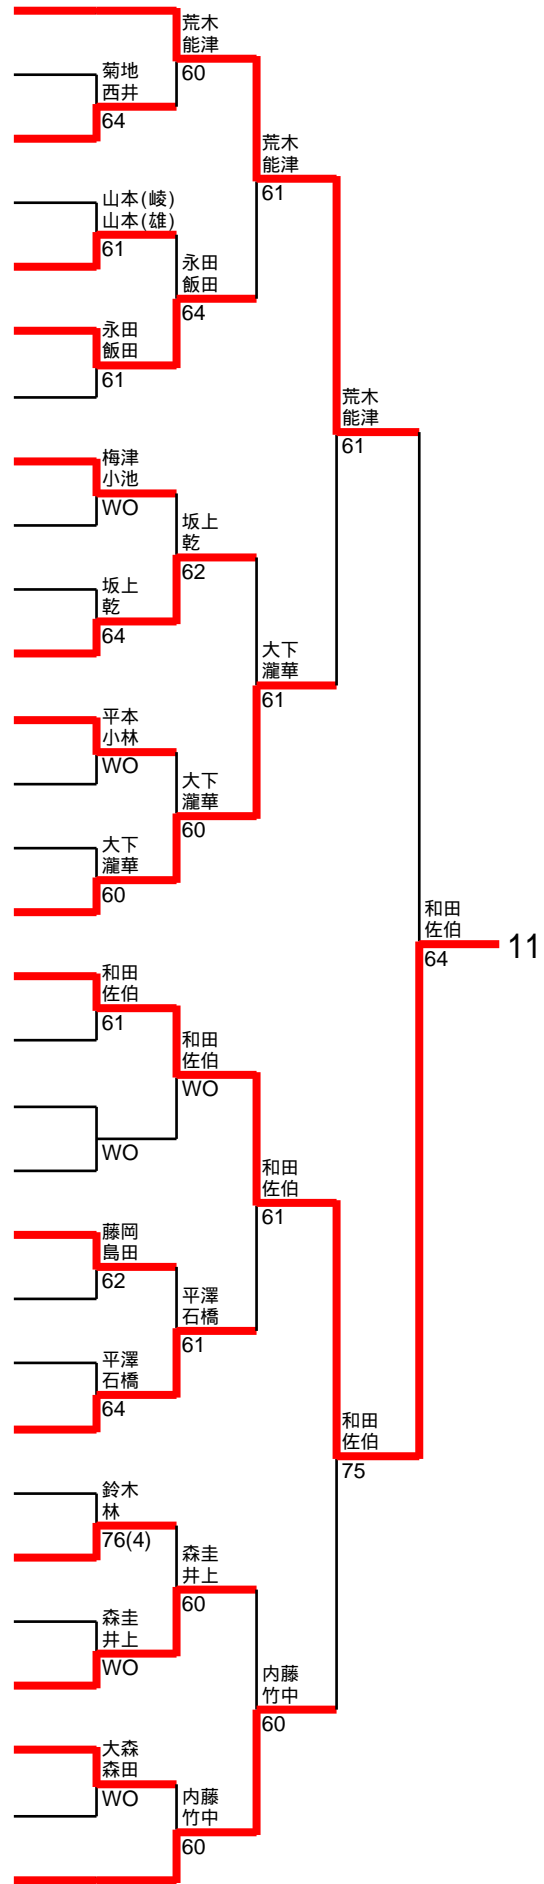 荒木
能津
60
菊地
西井
64
荒木
能津
61
山本(崚)
山本(雄)
61
永田
飯田
64
永田
飯田
61
荒木
能津
61
梅津
小池
WO
坂上
乾
62
坂上
乾
64
大下
瀧華
61
平本
小林
WO
大下
瀧華
60
大下
瀧華
60
和田
佐伯
64
11
和田
佐伯
61
和田
佐伯
WO
WO
和田
佐伯
61
藤岡
島田
62
平澤
石橋
61
平澤
石橋
64
和田
佐伯
75
鈴木
林
76(4)
森圭
井上
60
森圭
井上
WO
内藤
竹中
60
大森
森田
WO
内藤
竹中
60